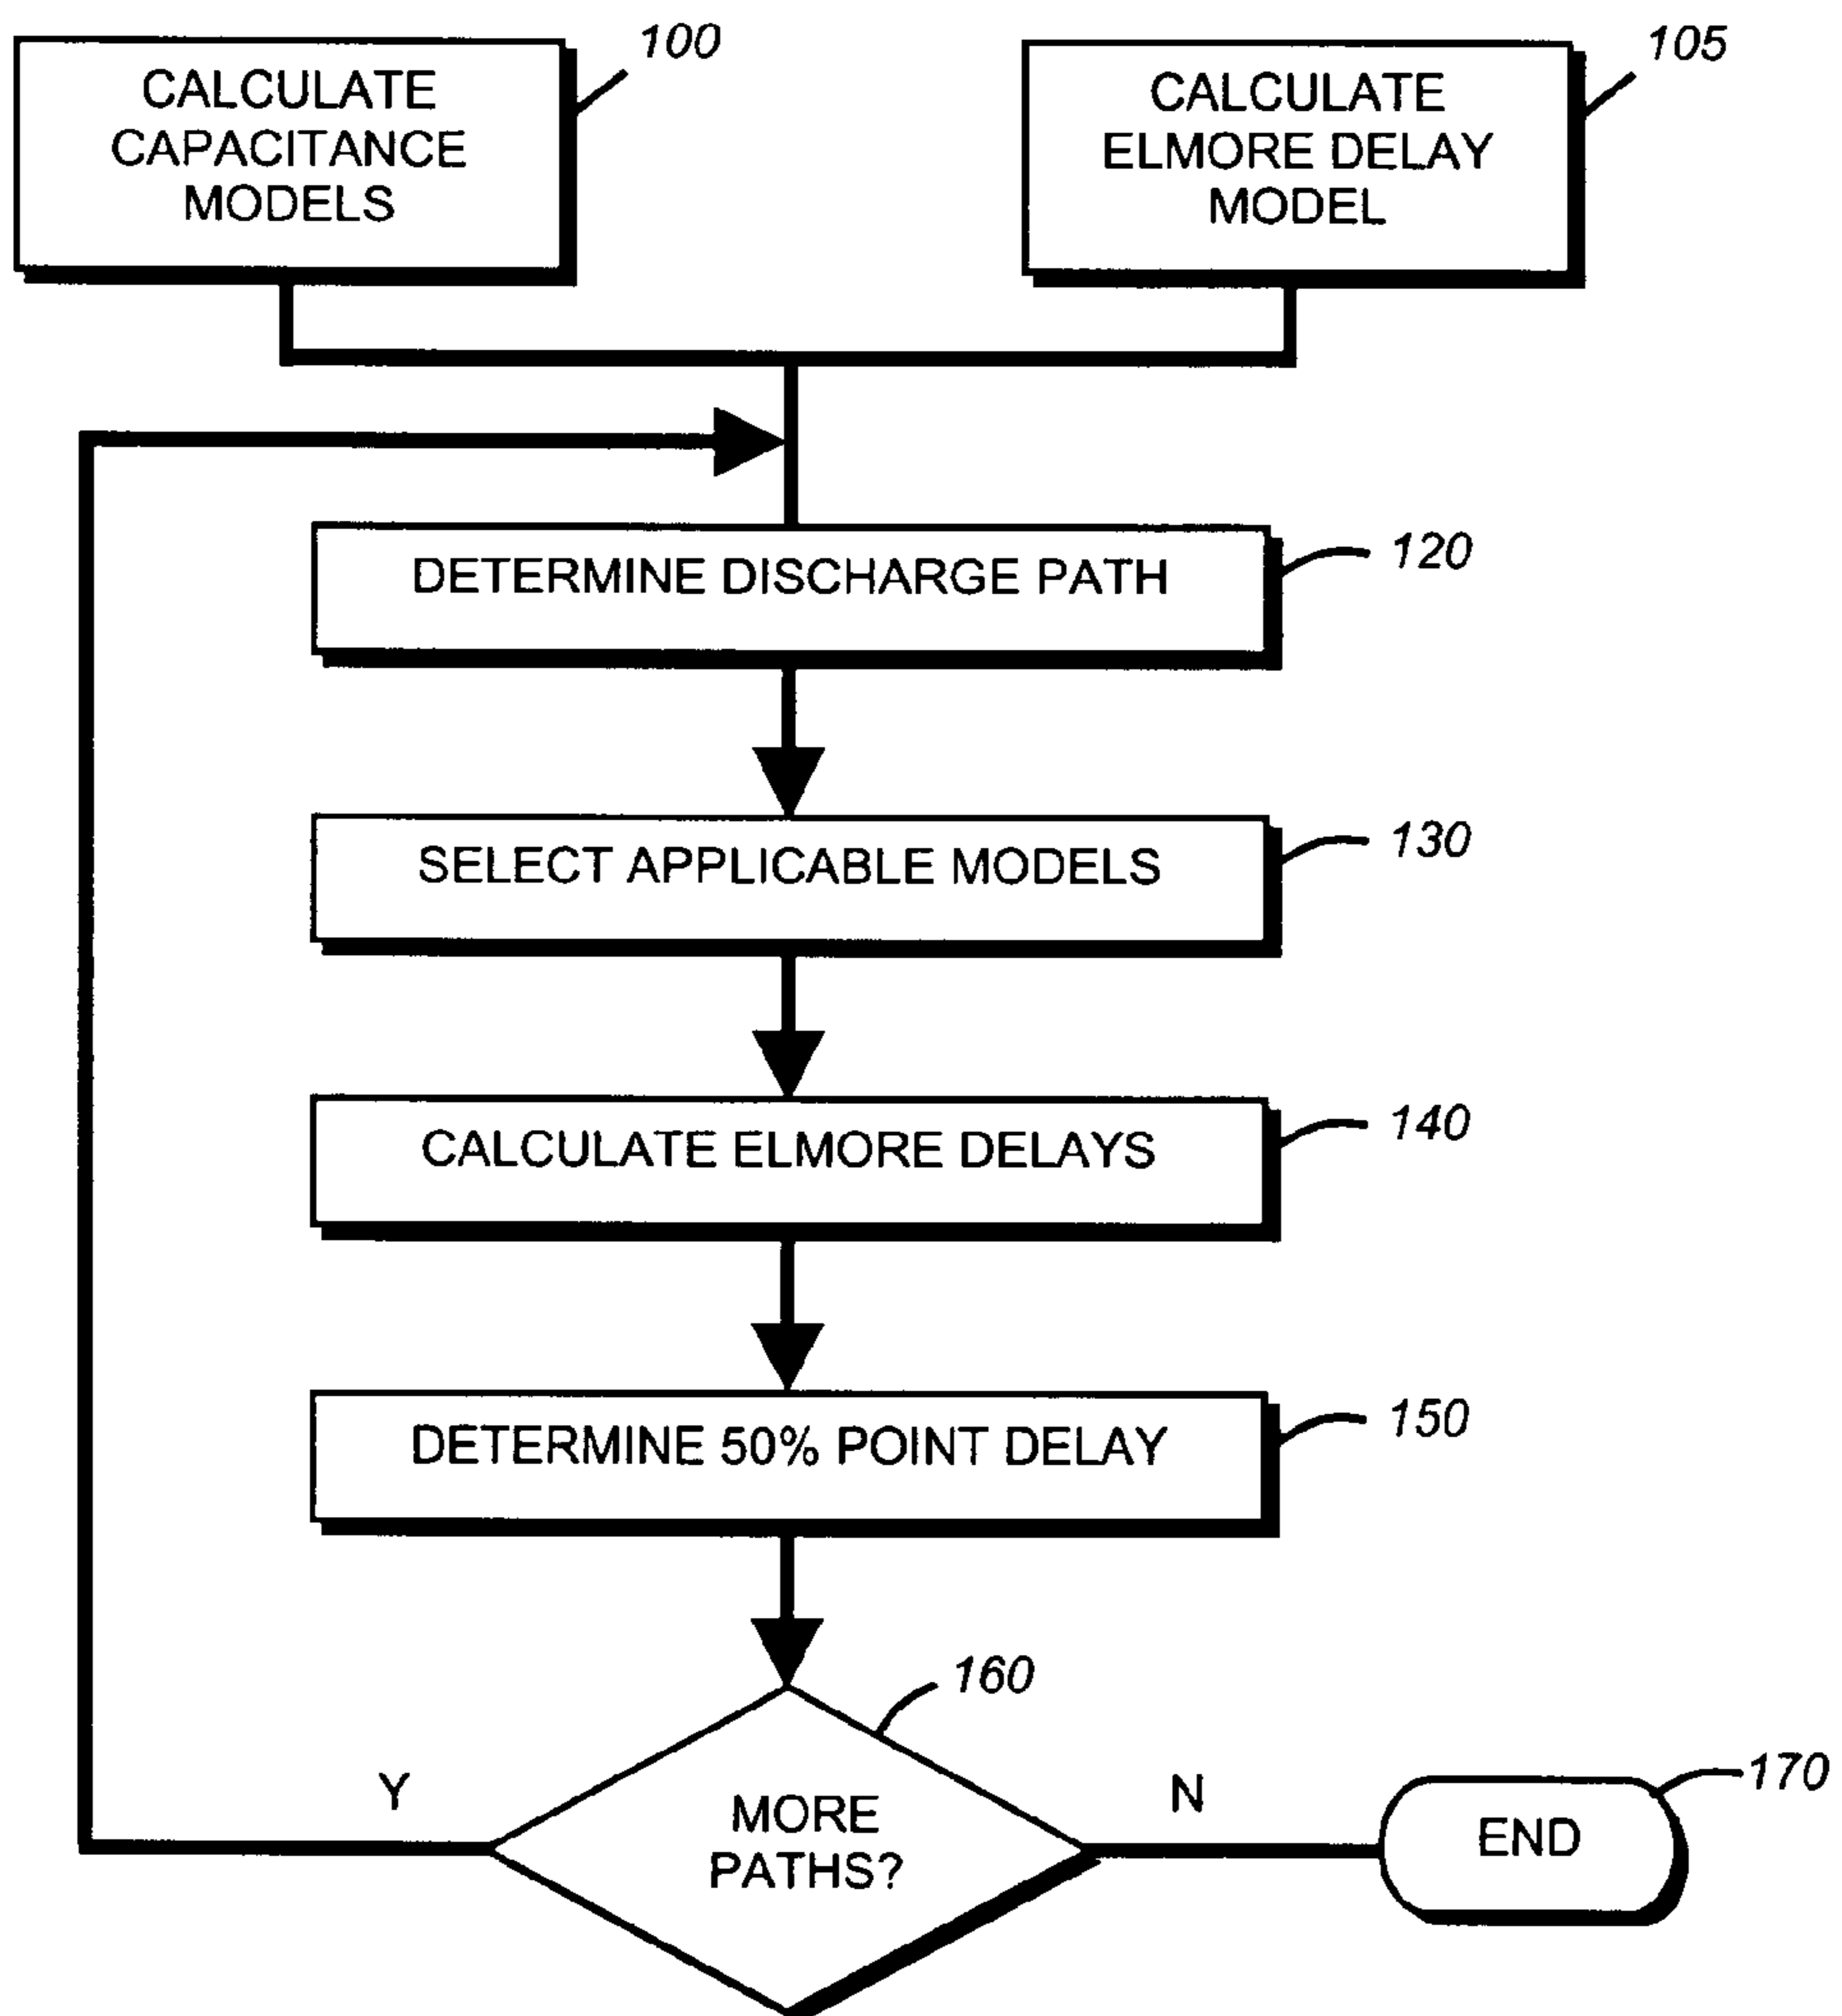 100
CALCULATE
CAPACITANCE
MODELS
105
CALCULATE
ELMORE DELAY
MODEL
DETERMINE DISCHARGE PATH
120
SELECT APPLICABLE MODELS
130
CALCULATE ELMORE DELAYS
140
DETERMINE 50% POINT DELAY
150
160
Y
MORE
PATHS?
N
END
170